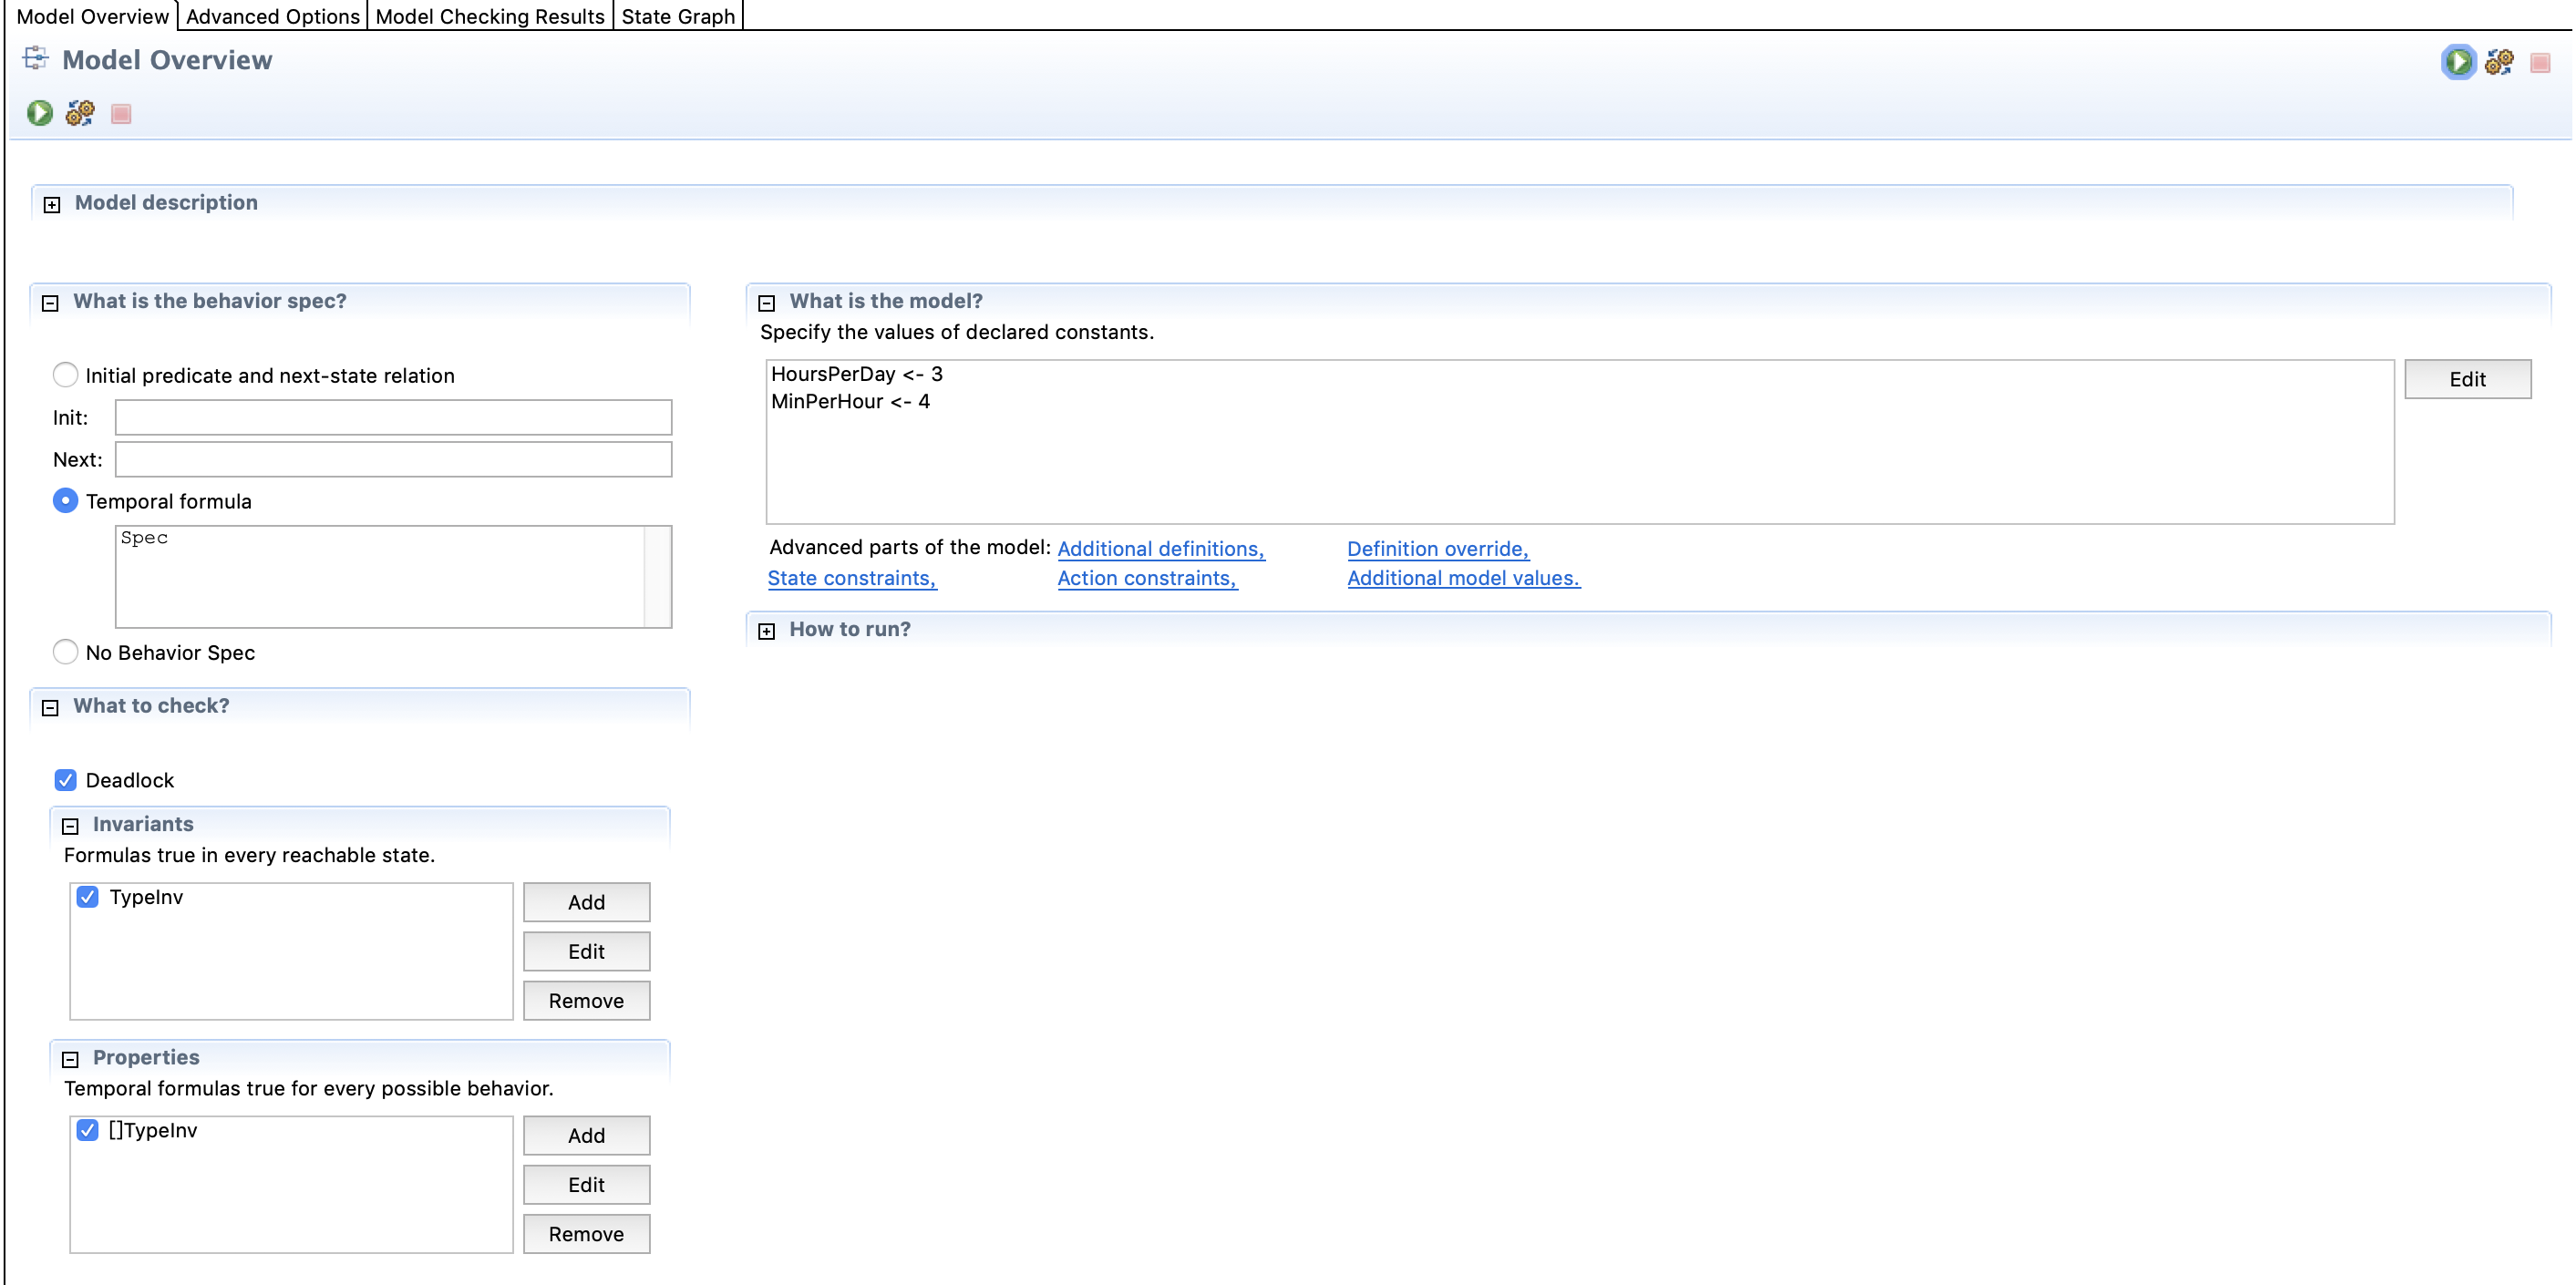 Model Overview
Advanced Options
Model Checking Results
State Graph
Model Overview
Model description
What is the behavior spec?
Initial predicate and next-state relation
Init:
Next:
Temporal formula
Spec
No Behavior Spec
What to check?
Deadlock
Invariants
Formulas true in every reachable state.
TypeInv
Add
Edit
Remove
Properties
Temporal formulas true for every possible behavior.
[]TypeInv
Add
Edit
Remove
What is the model?
Specify the values of declared constants.
HoursPerDay <- 3
MinPerHour <- 4
Edit
Advanced parts of the model: Additional definitions, Definition override,
State constraints, Action constraints, Additional model values.
How to run?